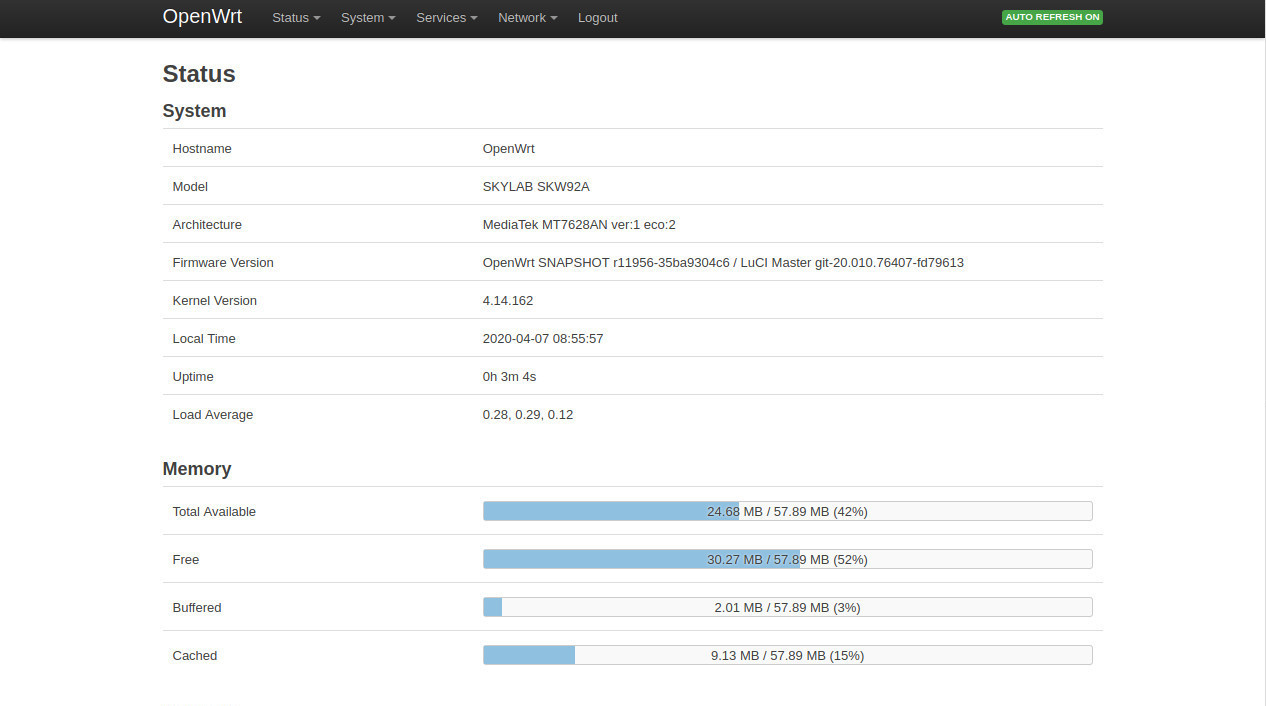 OpenWrt Status System Services Network Logout AUTO REFRESH ON
Status
System
Hostname OpenWrt
Model SKYLAB SKW92A
Architecture MediaTek MT7628AN ver:1 eco:2
Firmware Version OpenWrt SNAPSHOT r11956-35ba9304c6 / LuCI Master git-20.010.76407-fd79613
Kernel Version 4.14.162
Local Time 2020-04-07 08:55:57
Uptime 0h 3m 4s
Load Average 0.28, 0.29, 0.12
Memory
Total Available 24.68 MB / 57.89 MB (42%)
Free 30.27 MB / 57.89 MB (52%)
Buffered 2.01 MB / 57.89 MB (3%)
Cached 9.13 MB / 57.89 MB (15%)